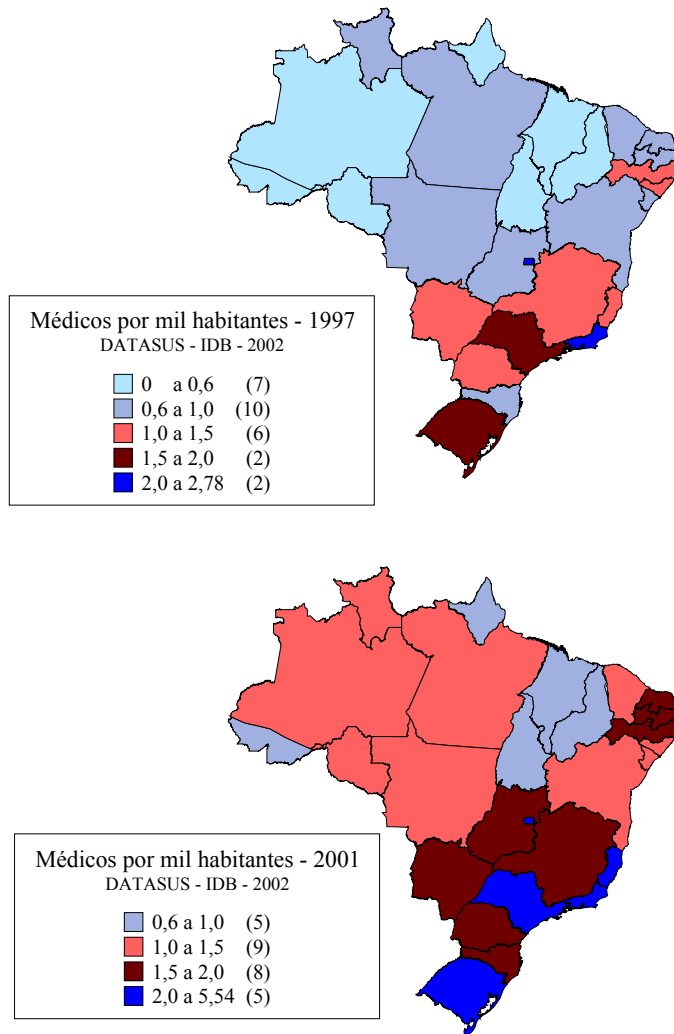 Médicos por mil habitantes - 1997
DATASUS - IDB - 2002
0 a 0,6 (7)
0,6 a 1,0 (10)
1,0 a 1,5 (6)
1,5 a 2,0 (2)
2,0 a 2,78 (2)
Médicos por mil habitantes - 2001
DATASUS - IDB - 2002
0,6 a 1,0 (5)
1,0 a 1,5 (9)
1,5 a 2,0 (8)
2,0 a 5,54 (5)